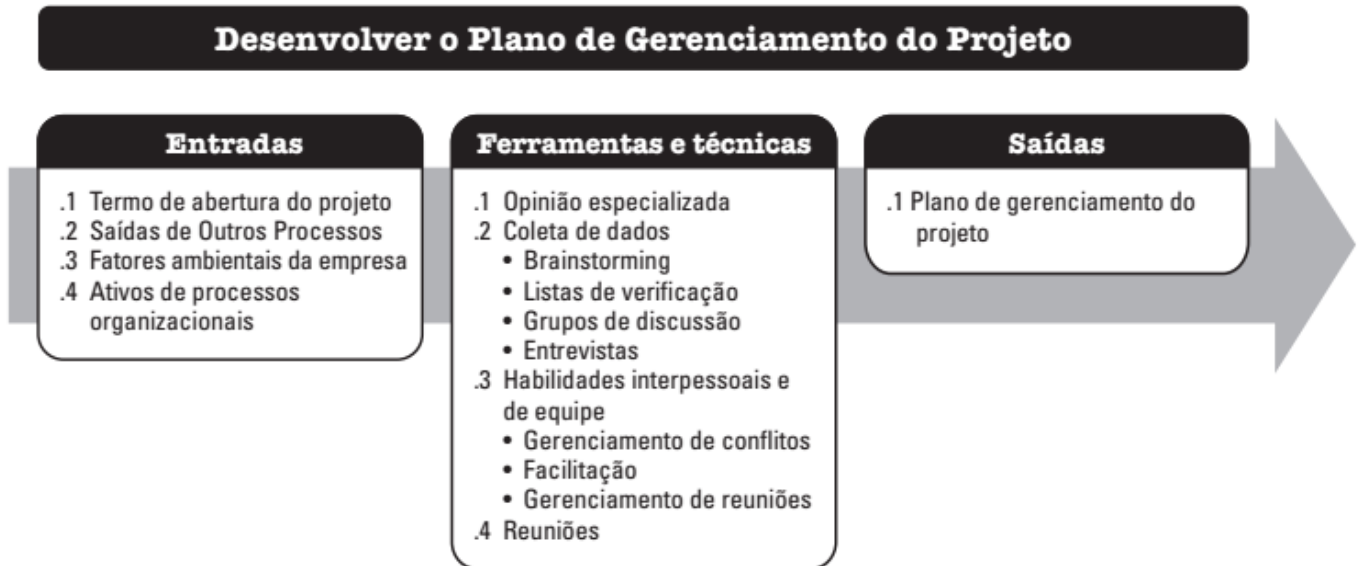 Desenvolver o Plano de Gerenciamento do Projeto
Entradas
.1 Termo de abertura do projeto
.2 Saídas de Outros Processos
.3 Fatores ambientais da empresa
.4 Ativos de processos
organizacionais
Ferramentas e técnicas
.1 Opinião especializada
.2 Coleta de dados
• Brainstorming
• Listas de verificação
• Grupos de discussão
• Entrevistas
.3 Habilidades interpessoais e
de equipe
• Gerenciamento de conflitos
• Facilitação
• Gerenciamento de reuniões
.4 Reuniões
Saídas
.1 Plano de gerenciamento do
projeto